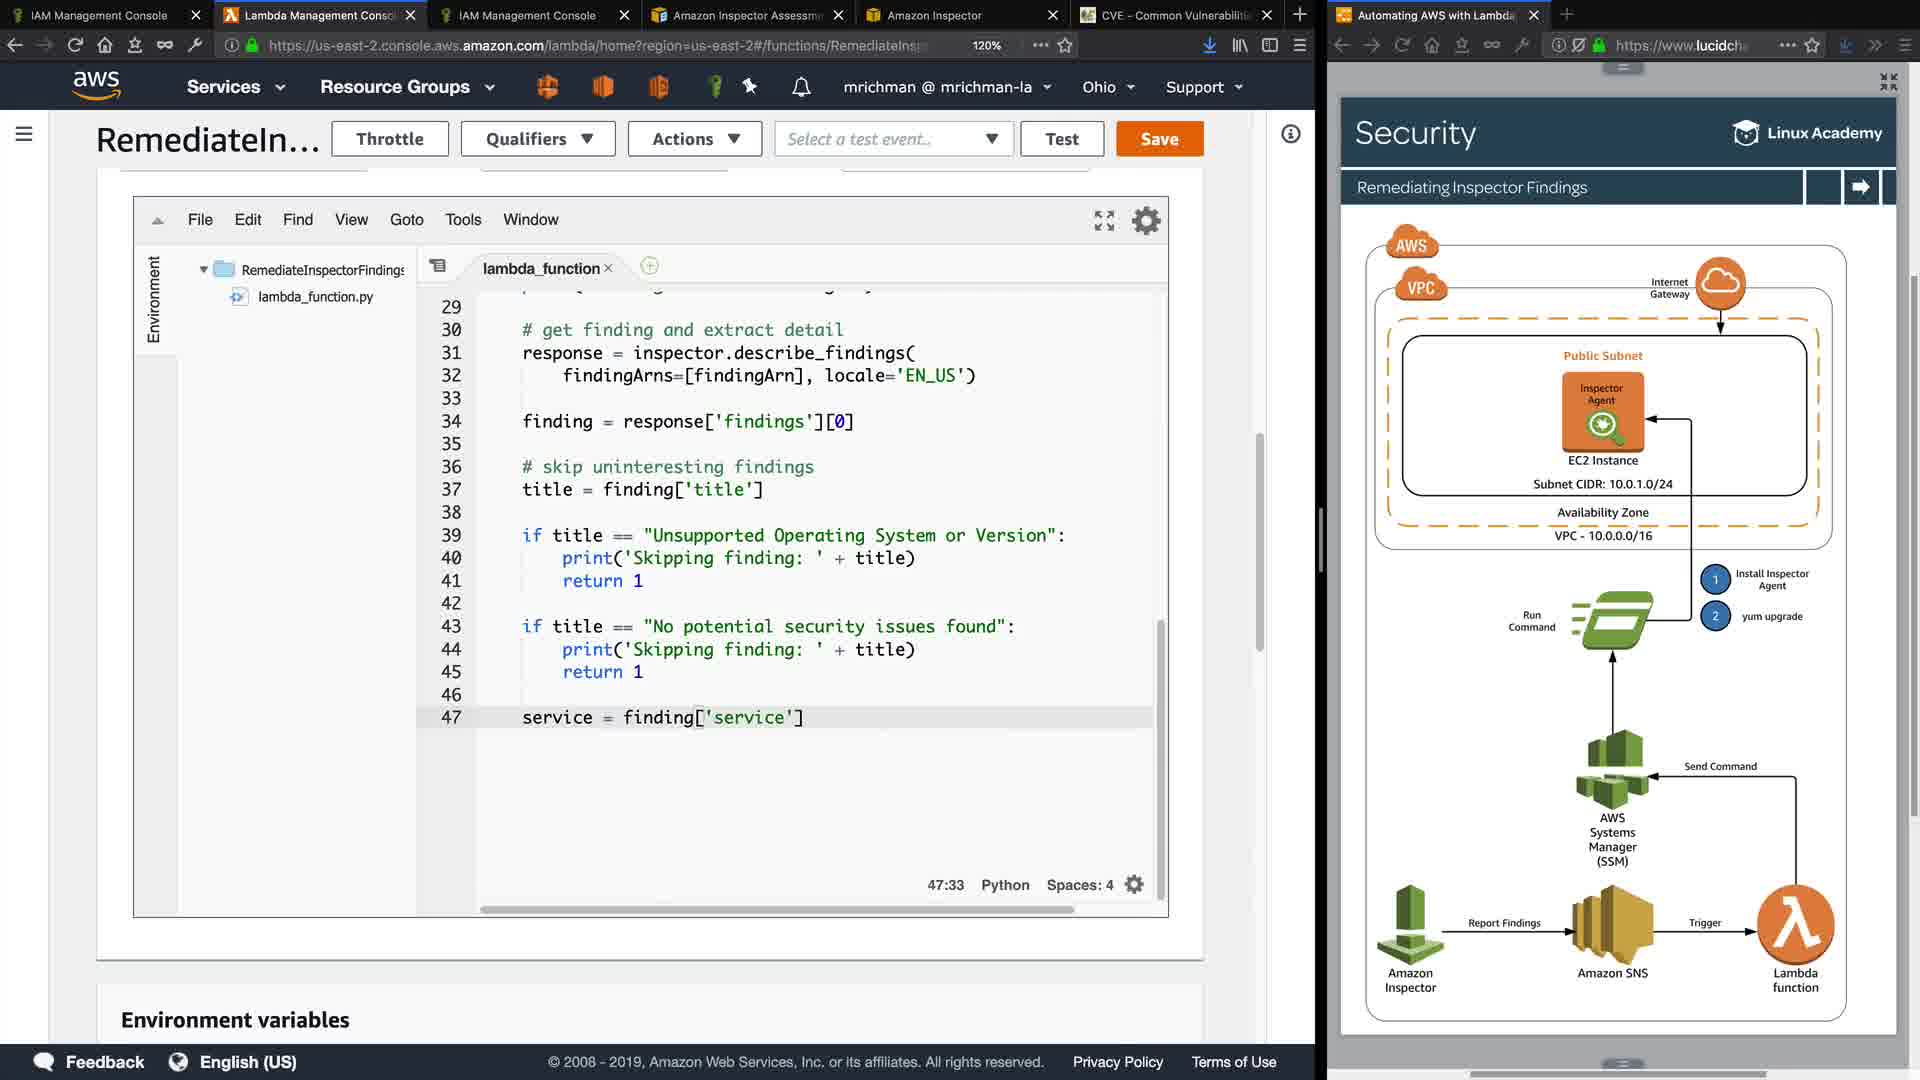 IAM Management Console
Lambda Management Conso
IAM Management Console
Amazon Inspector Assessm
Amazon Inspector
CVE - Common Vulnerabiliti
https://us-east-2.console.aws.amazon.com/lambda/home?region=us-east-2#/functions/RemediateInsp
120%
aws
Services
Resource Groups
mrichman @ mrichman-la
Ohio
Support
RemediateIn...
Throttle
Qualifiers
Actions
Select a test event..
Test
Save
File Edit Find View Goto Tools Window
Environment
RemediateInspectorFindings
lambda_function.py
lambda_function
29
30 # get finding and extract detail
31 response = inspector.describe_findings(
32 findingArns=[findingArn], locale='EN_US')
33
34 finding = response['findings'][0]
35
36 # skip uninteresting findings
37 title = finding['title']
38
39 if title == "Unsupported Operating System or Version":
40 print('Skipping finding: ' + title)
41 return 1
42
43 if title == "No potential security issues found":
44 print('Skipping finding: ' + title)
45 return 1
46
47 service = finding['service']
47:33 Python Spaces: 4
Environment variables
Feedback
English (US)
© 2008 - 2019, Amazon Web Services, Inc. or its affiliates. All rights reserved.
Privacy Policy
Terms of Use
Automating AWS with Lambda
https://www.lucidch
Security
Linux Academy
Remediating Inspector Findings
AWS
VPC
Internet
Gateway
Public Subnet
Inspector
Agent
EC2 Instance
Subnet CIDR: 10.0.1.0/24
Availability Zone
VPC - 10.0.0.0/16
1
Install Inspector
Agent
Run
Command
2
yum upgrade
Send Command
AWS
Systems
Manager
(SSM)
Report Findings
Trigger
Amazon
Inspector
Amazon SNS
Lambda
function